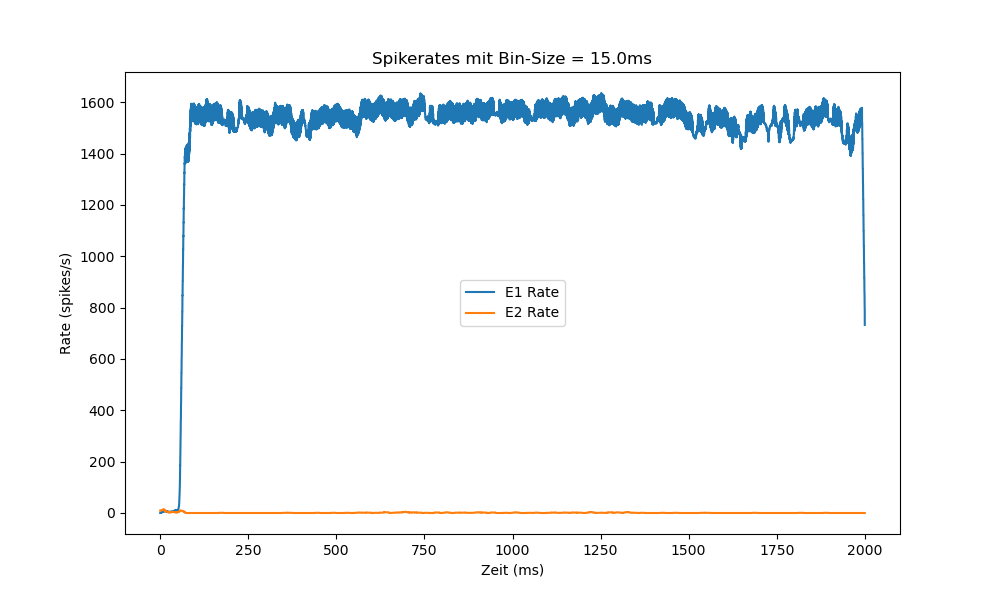 Spikerates mit Bin-Size = 15.0ms
Rate (spikes/s)
1600
1400
1200
1000
800
600
400
200
0
E1 Rate
E2 Rate
0 250 500 750 1000 1250 1500 1750 2000
Zeit (ms)